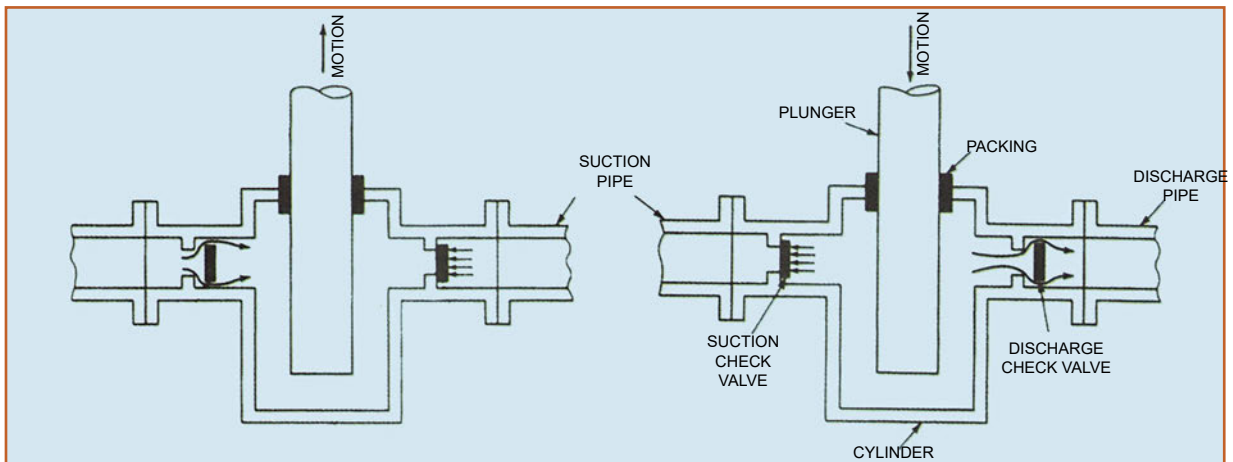 MOTION
SUCTION
PIPE
MOTION
PLUNGER
PACKING
DISCHARGE
PIPE
SUCTION
CHECK
VALVE
DISCHARGE
CHECK VALVE
CYLINDER